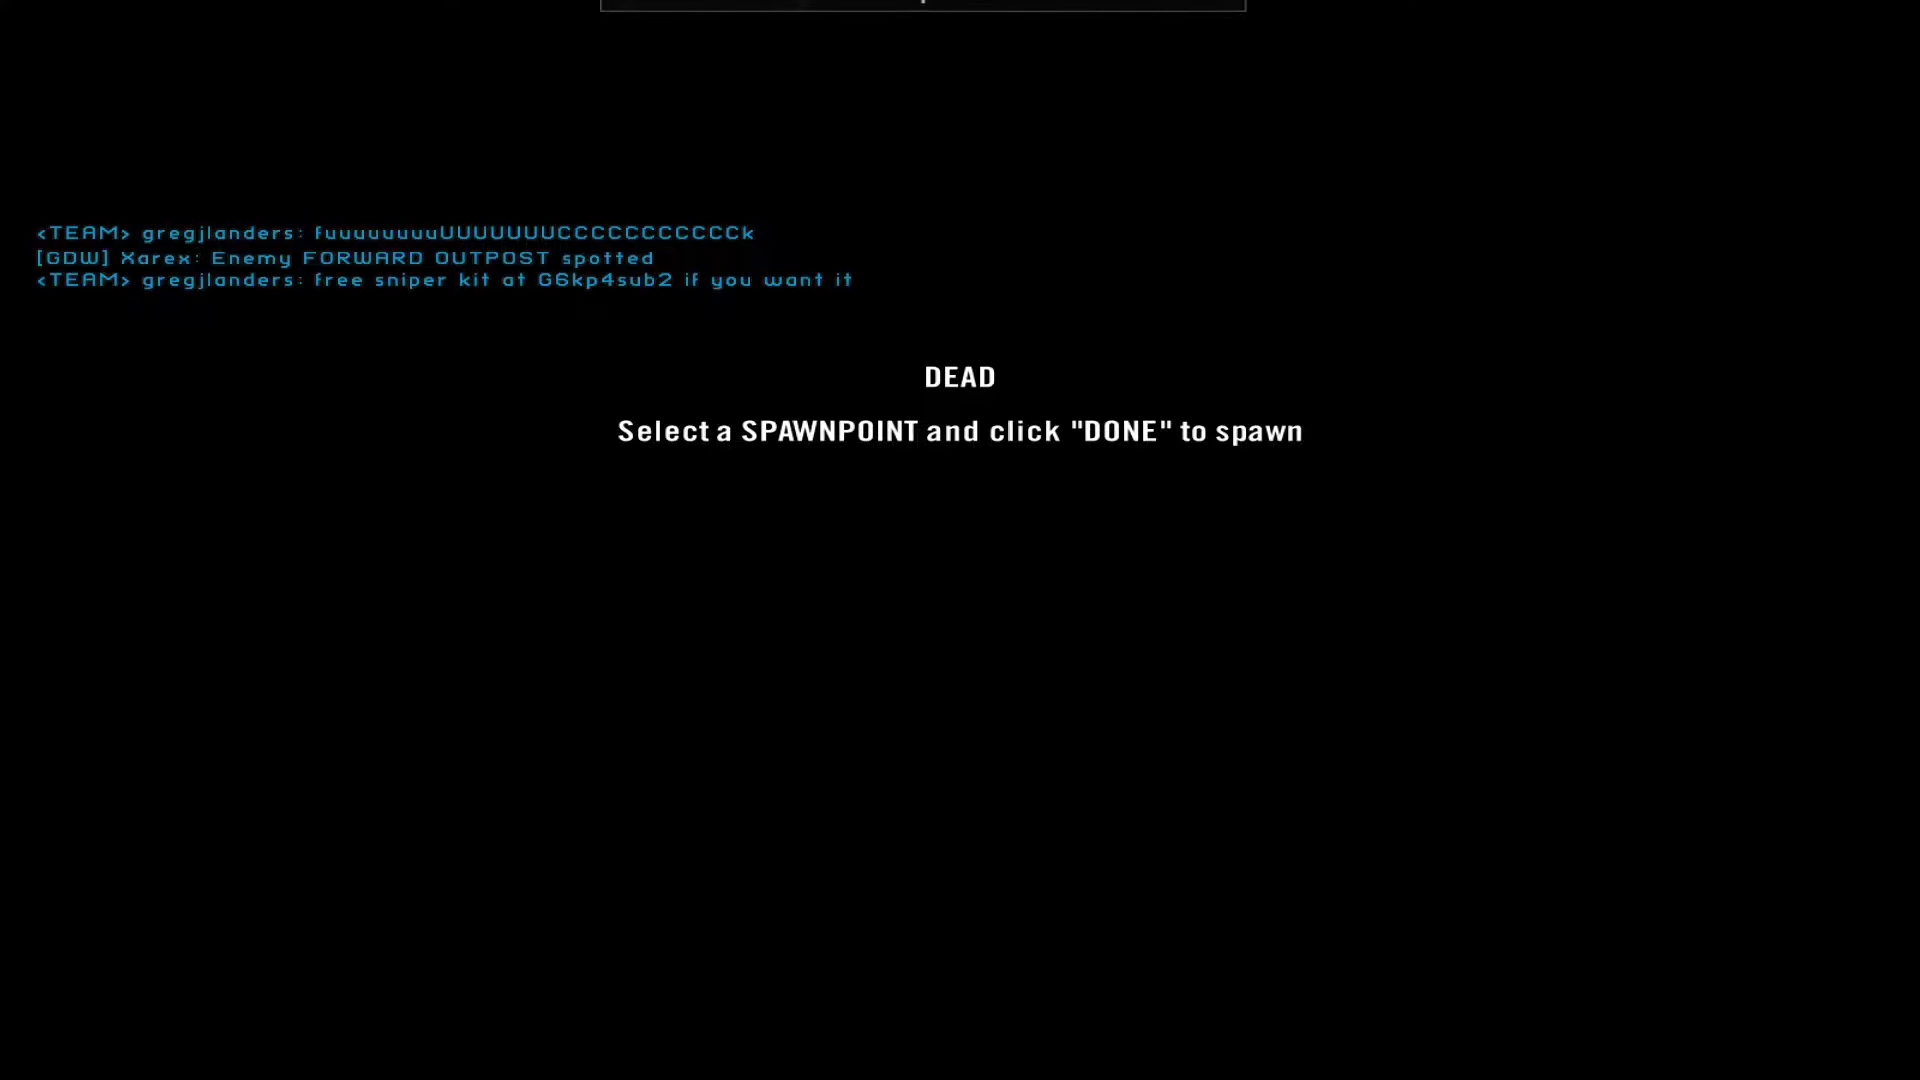 <TEAM> gregjlanders: fuuuuuuuuUUUUUUUCCCCCCCCCCCk
[GDW] Xarex: Enemy FORWARD OUTPOST spotted
<TEAM> gregjlanders: free sniper kit at G6kp4sub2 if you want it
DEAD
Select a SPAWNPOINT and click "DONE" to spawn